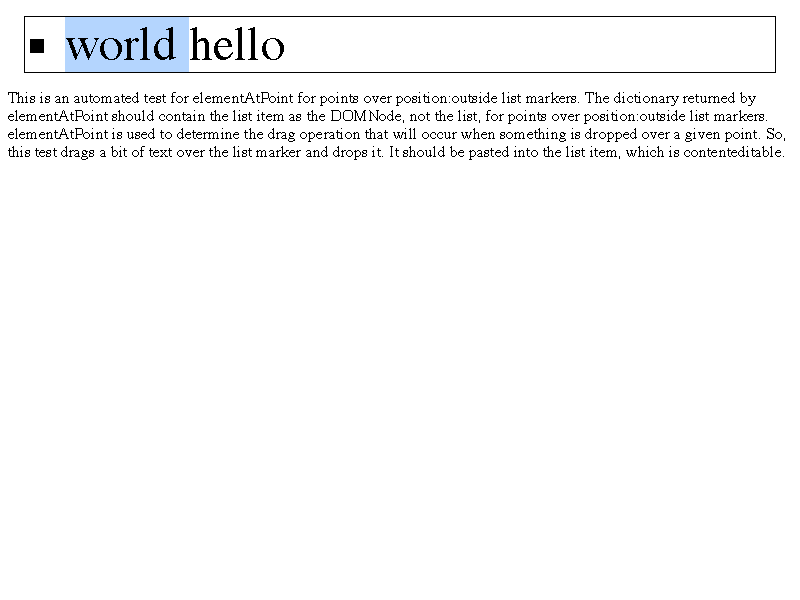 world hello
This is an automated test for elementAtPoint for points over position:outside list markers. The dictionary returned by
elementAtPoint should contain the list item as the DOMNode, not the list, for points over position:outside list markers.
elementAtPoint is used to determine the drag operation that will occur when something is dropped over a given point. So,
this test drags a bit of text over the list marker and drops it. It should be pasted into the list item, which is contenteditable.